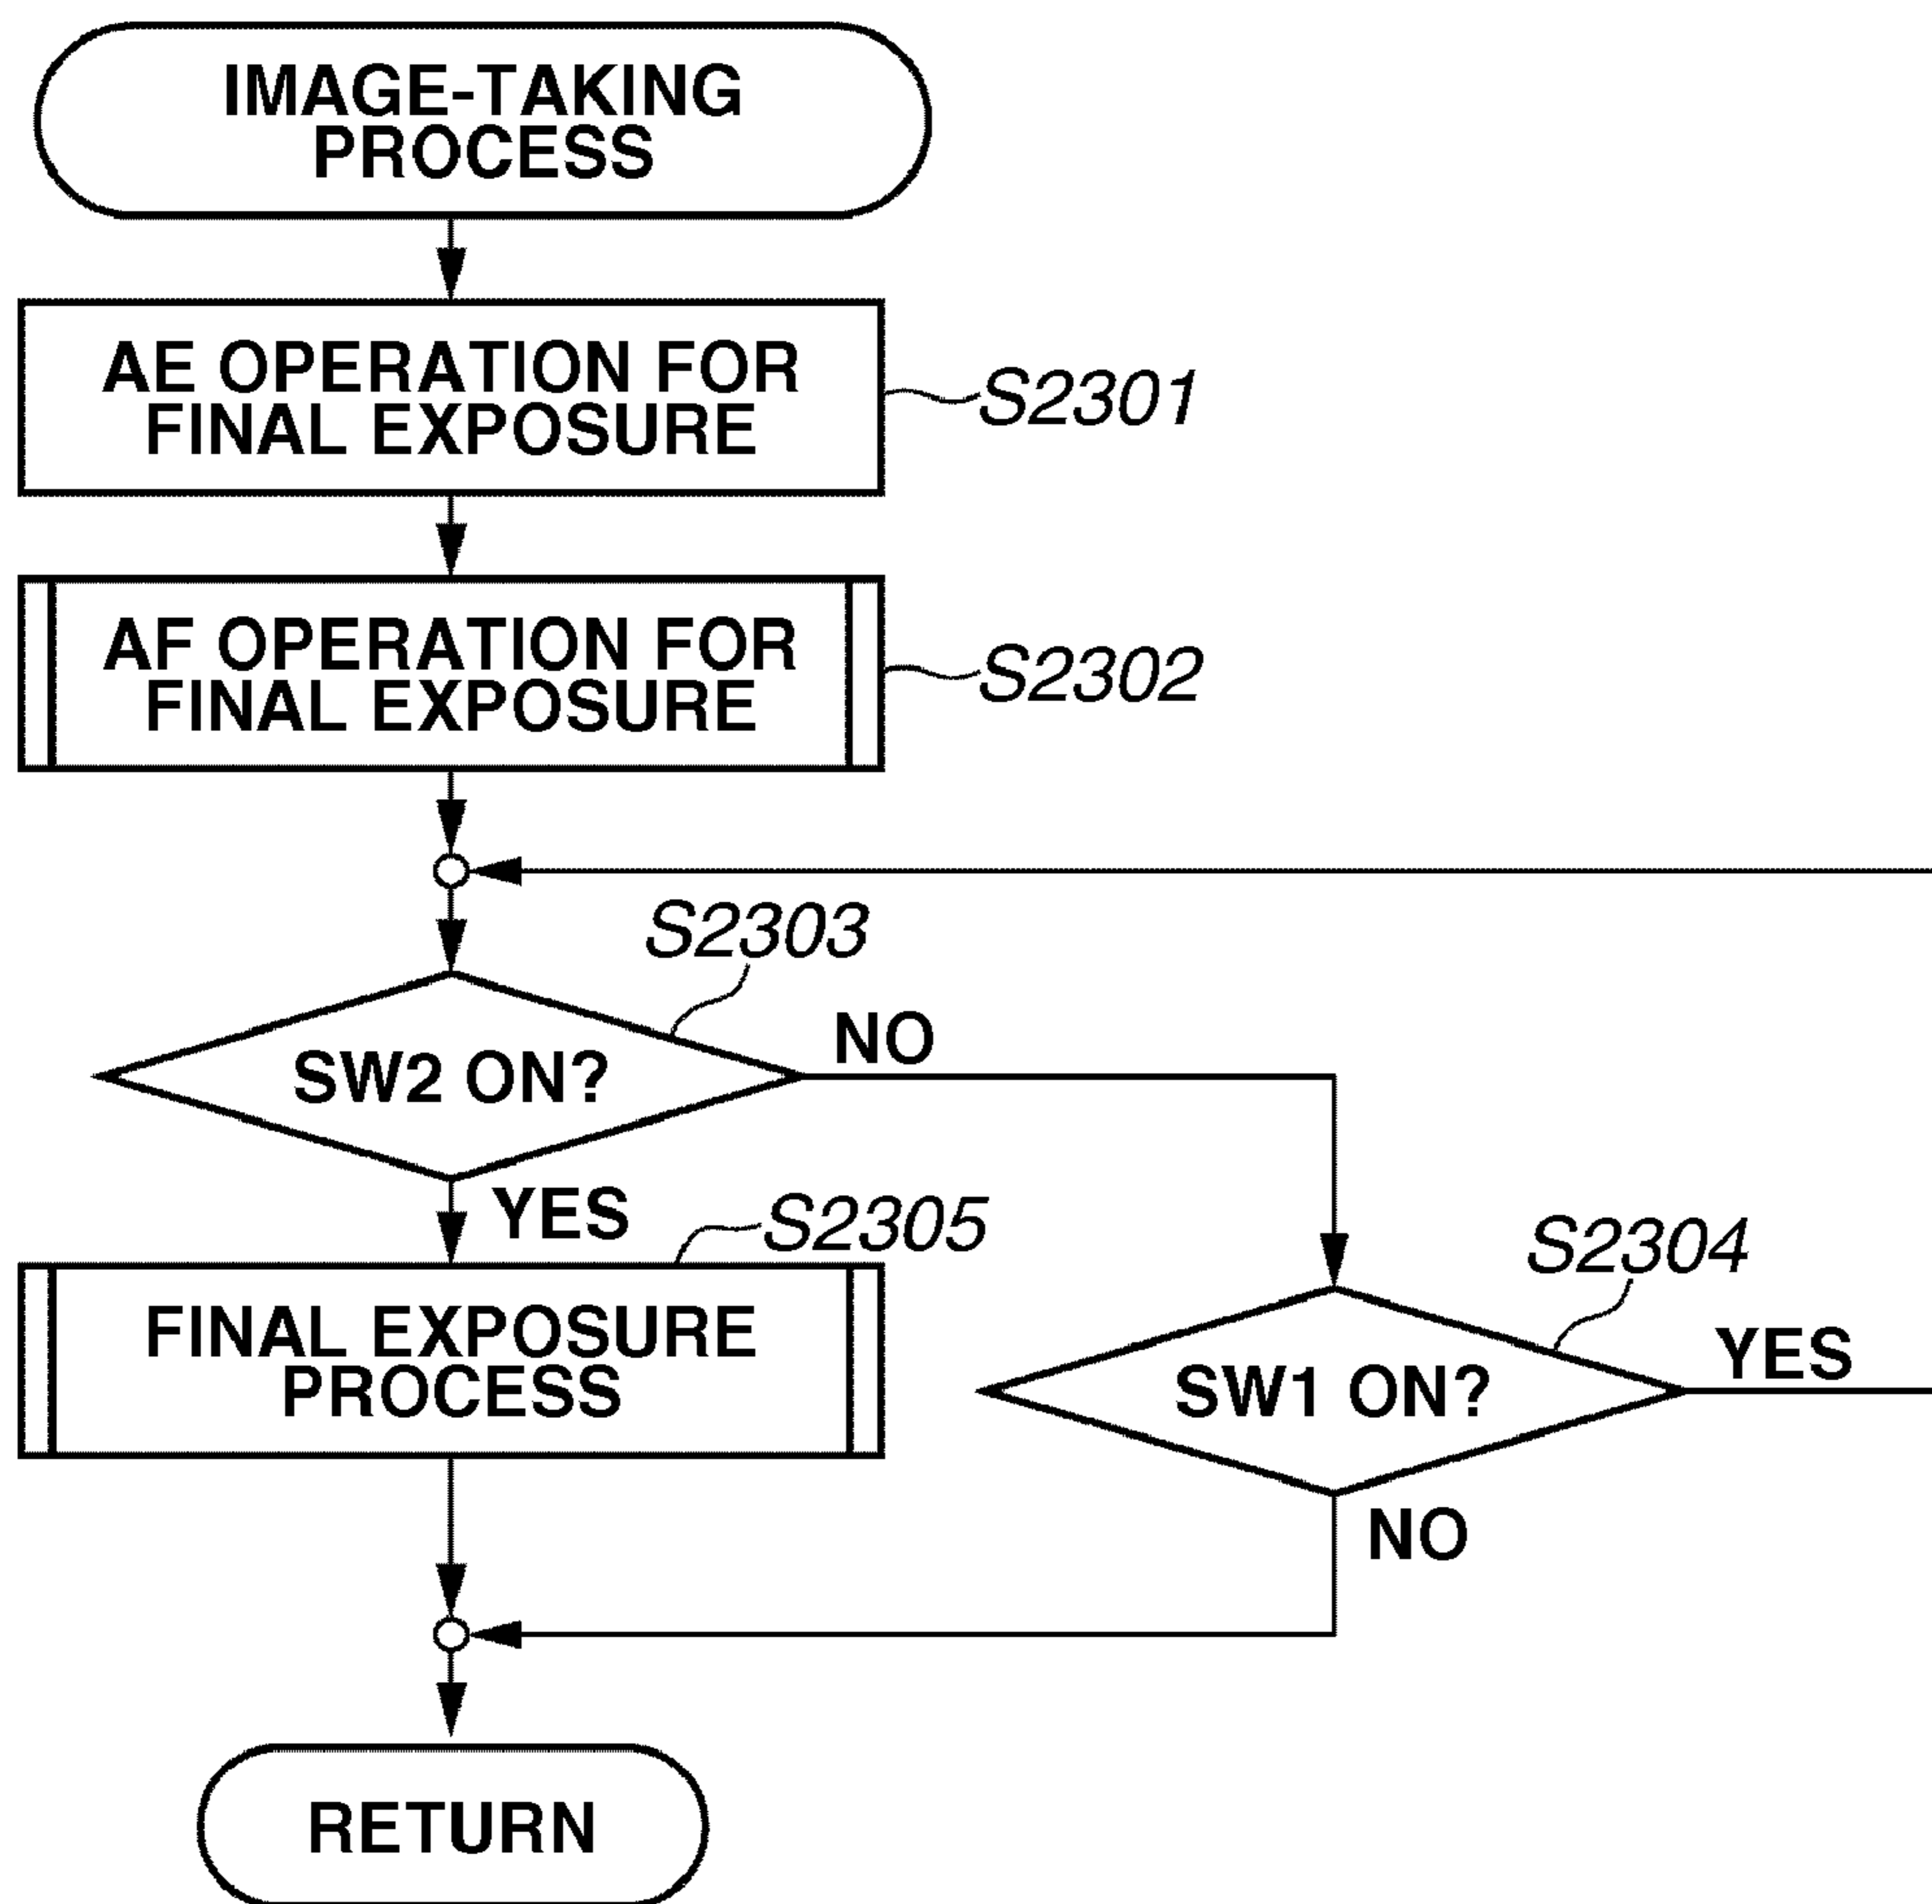 IMAGE-TAKING
PROCESS
AE OPERATION FOR
FINAL EXPOSURE
S2301
AF OPERATION FOR
FINAL EXPOSURE
S2302
S2303
SW2 ON?
NO
YES
S2305
FINAL EXPOSURE
PROCESS
S2304
SW1 ON?
YES
NO
RETURN